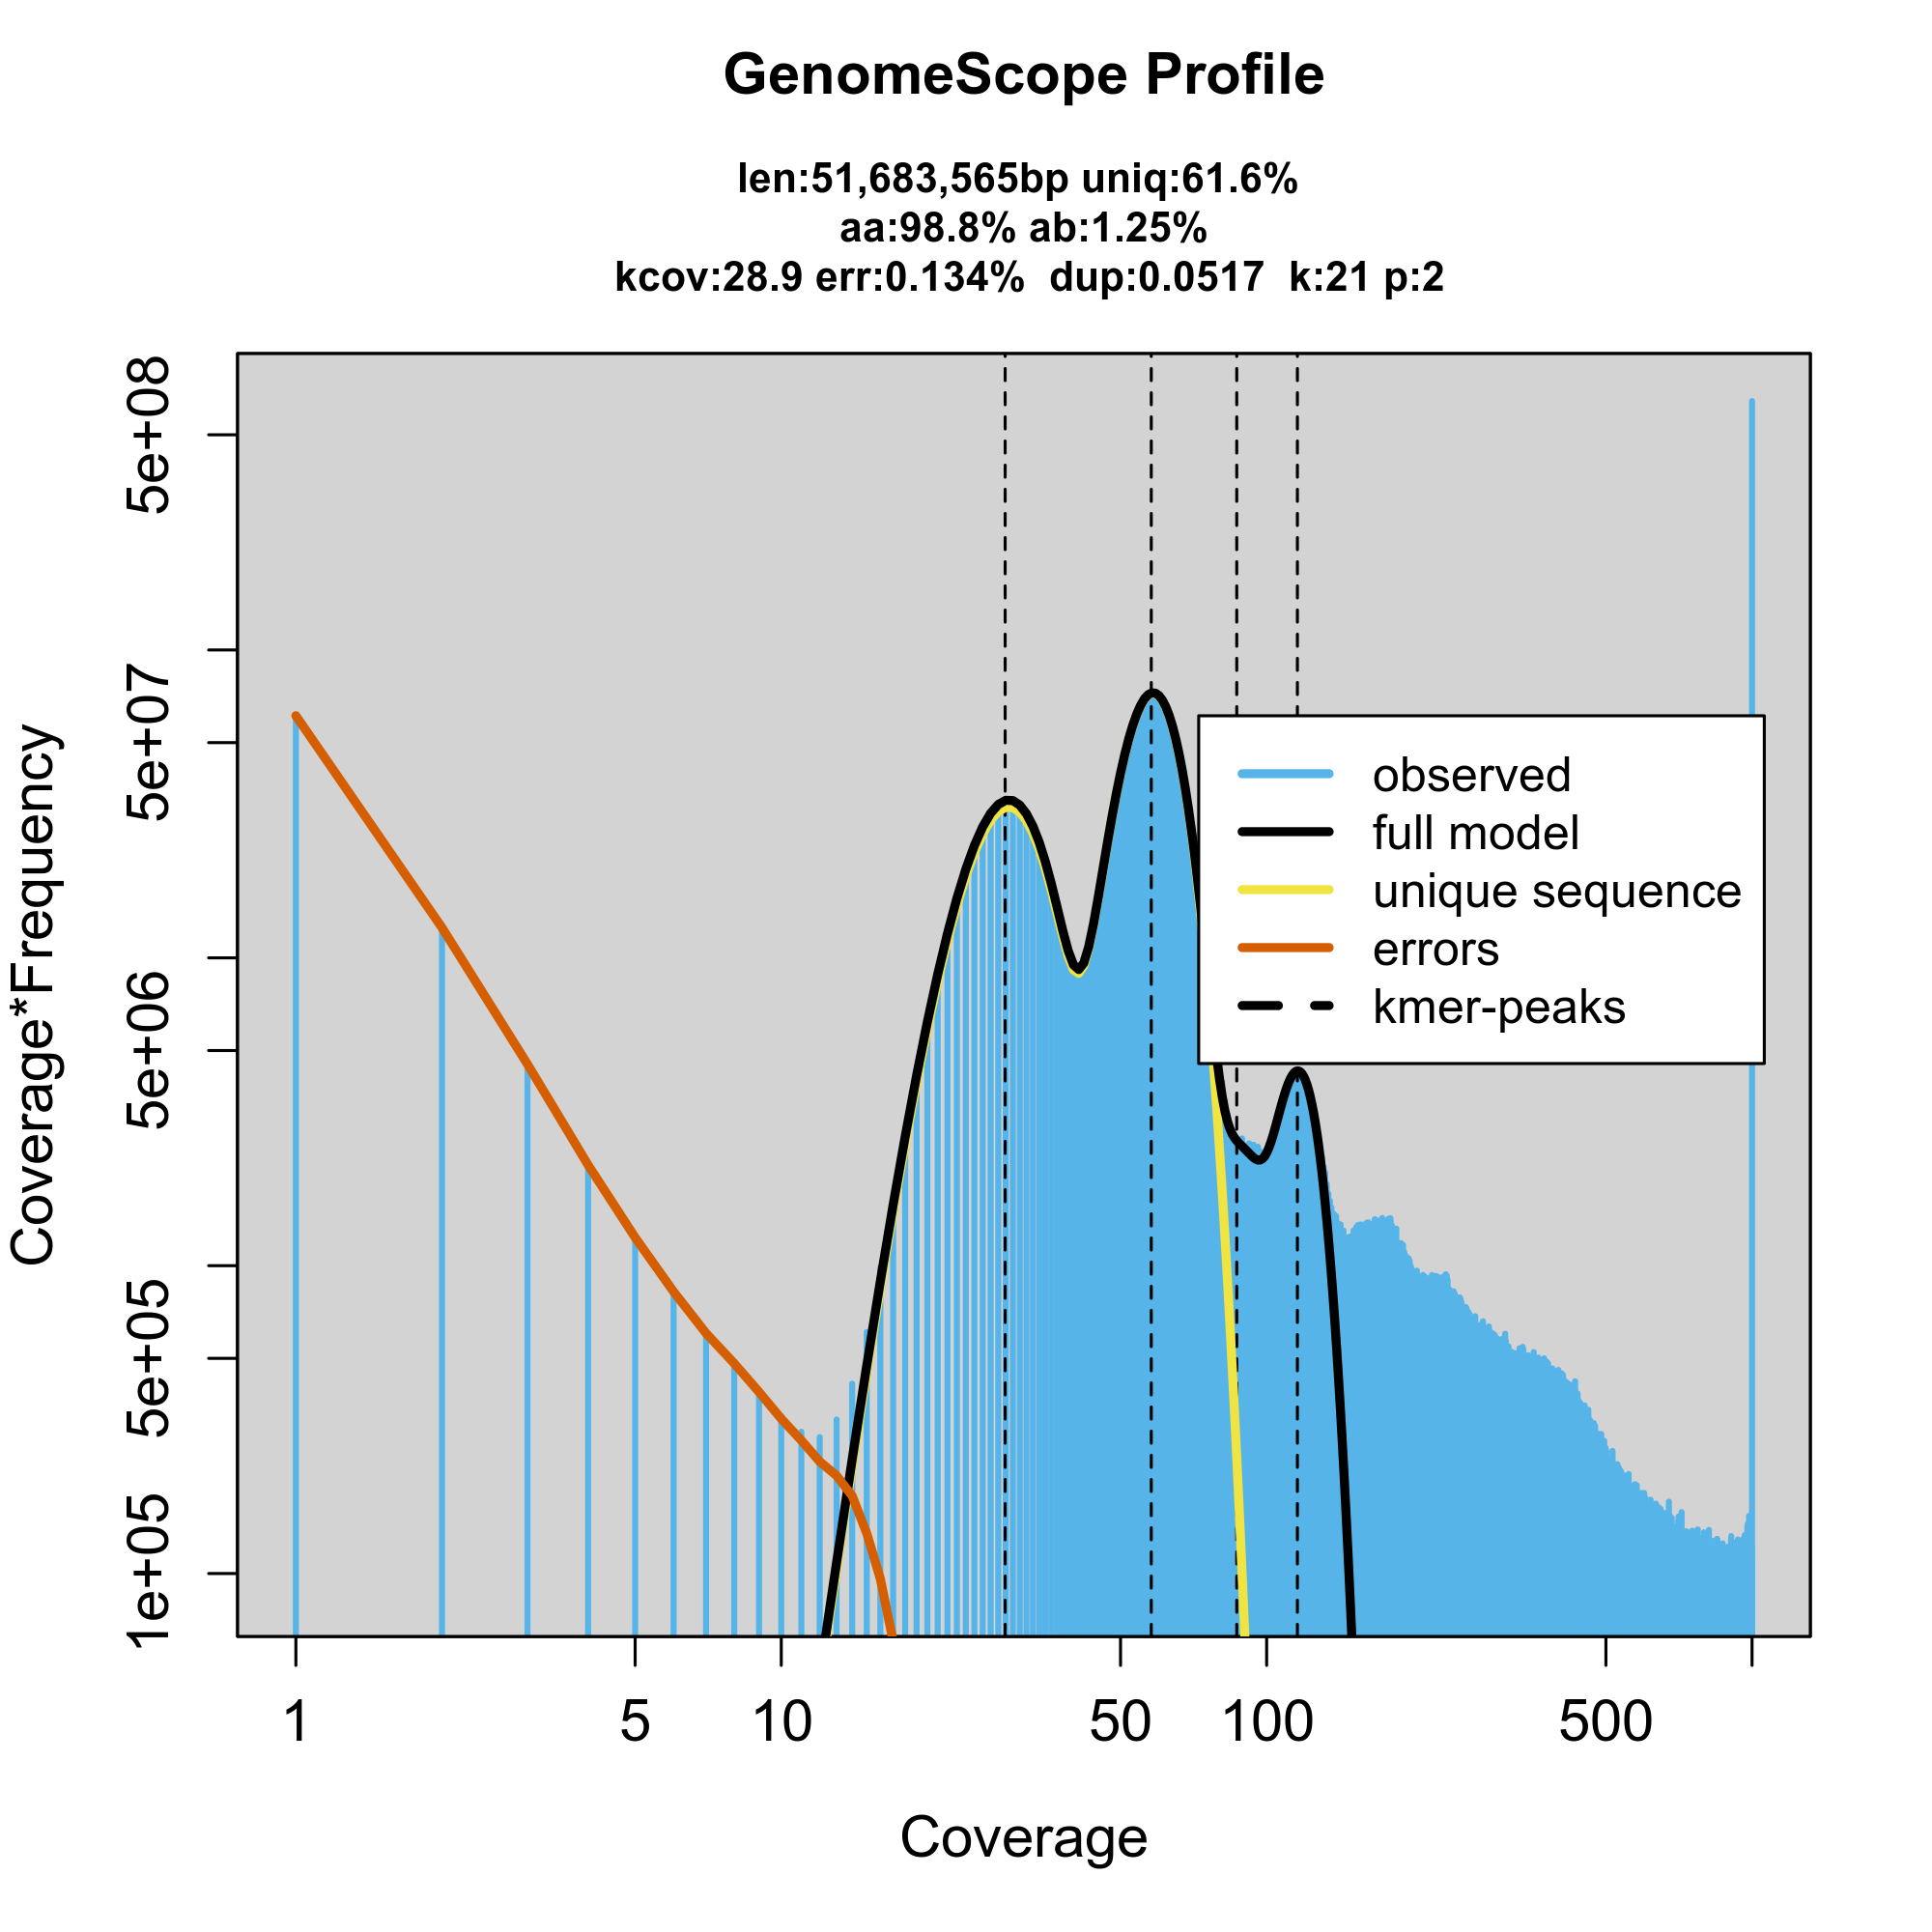 GenomeScope Profile
len:51,683,565bp uniq:61.6%
aa:98.8% ab:1.25%
kcov:28.9 err:0.134%  dup:0.0517  k:21 p:2
Coverage*Frequency
5e+08
5e+07
5e+06
5e+05
1e+05
observed
full model
unique sequence
errors
kmer-peaks
1 5 10 50 100 500
Coverage